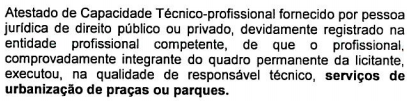 Atestado de Capacidade Técnico-profissional fornecido por pessoa
jurídica de direito público ou privado, devidamente registrado na
entidade profissional competente, de que o profissional,
comprovadamente integrante do quadro permanente da licitante,
executou, na qualidade de responsável técnico, serviços de
urbanização de praças ou parques.